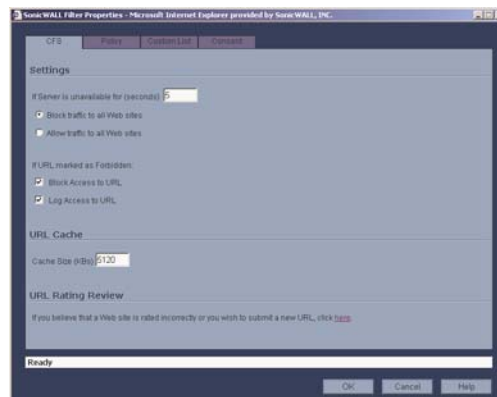 SonicWALL Filter Properties - Microsoft Internet Explorer provided by SonicWALL, INC.
CFS Policy Custom List Consent
Settings
If Server is unavailable for (seconds) 5
Block traffic to all Web sites
Allow traffic to all Web sites
If URL marked as Forbidden:
Block Access to URL
Log Access to URL
URL Cache
Cache Size (KBs) 5120
URL Rating Review
If you believe that a Web site is rated incorrectly or you wish to submit a new URL, click here.
Ready
OK Cancel Help